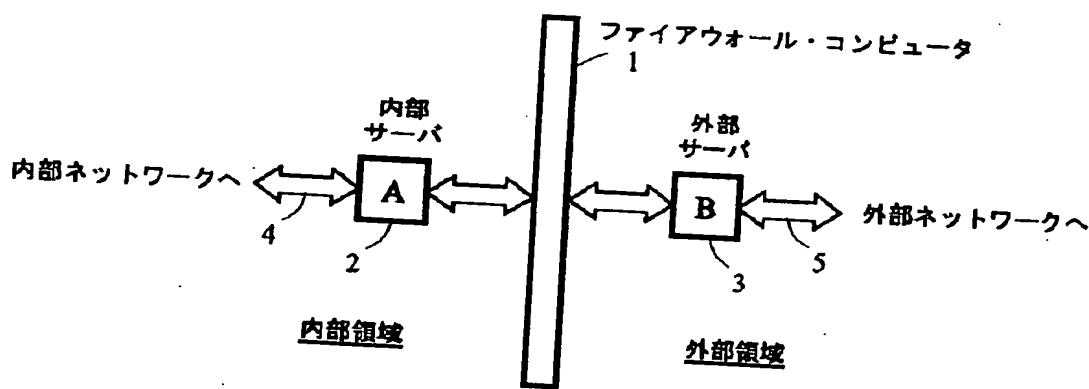 ファイアウォール・コンピュータ
1
内部
サーバ
外部
サーバ
内部ネットワークへ
A
B
外部ネットワークへ
4
2
3
5
内部領域
外部領域